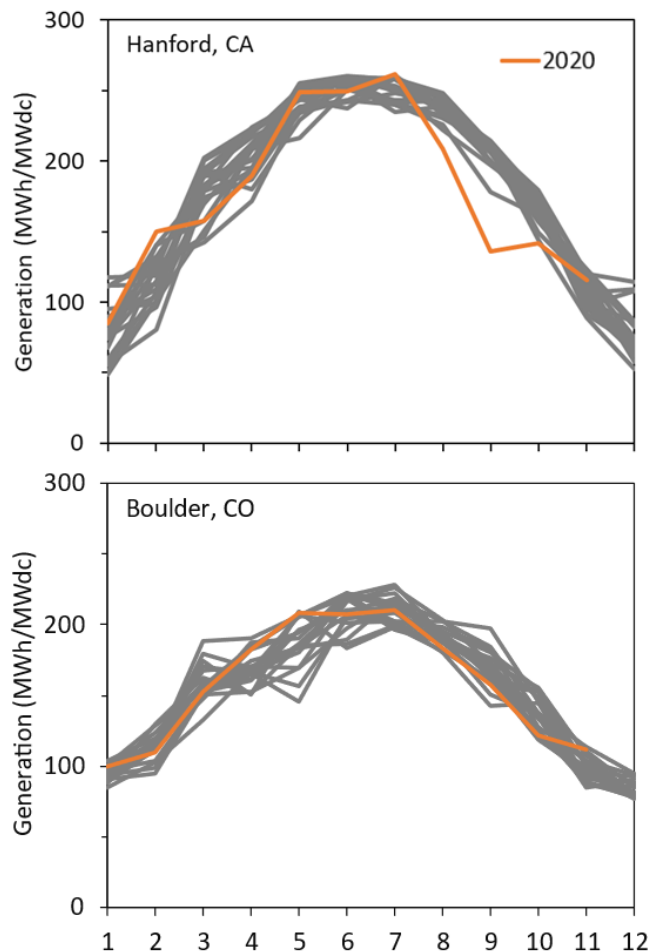 300
Hanford, CA
2020
200
Generation (MWh/MWdc)
100
0
300
Boulder, CO
200
Generation (MWh/MWdc)
100
0
1 2 3 4 5 6 7 8 9 10 11 12